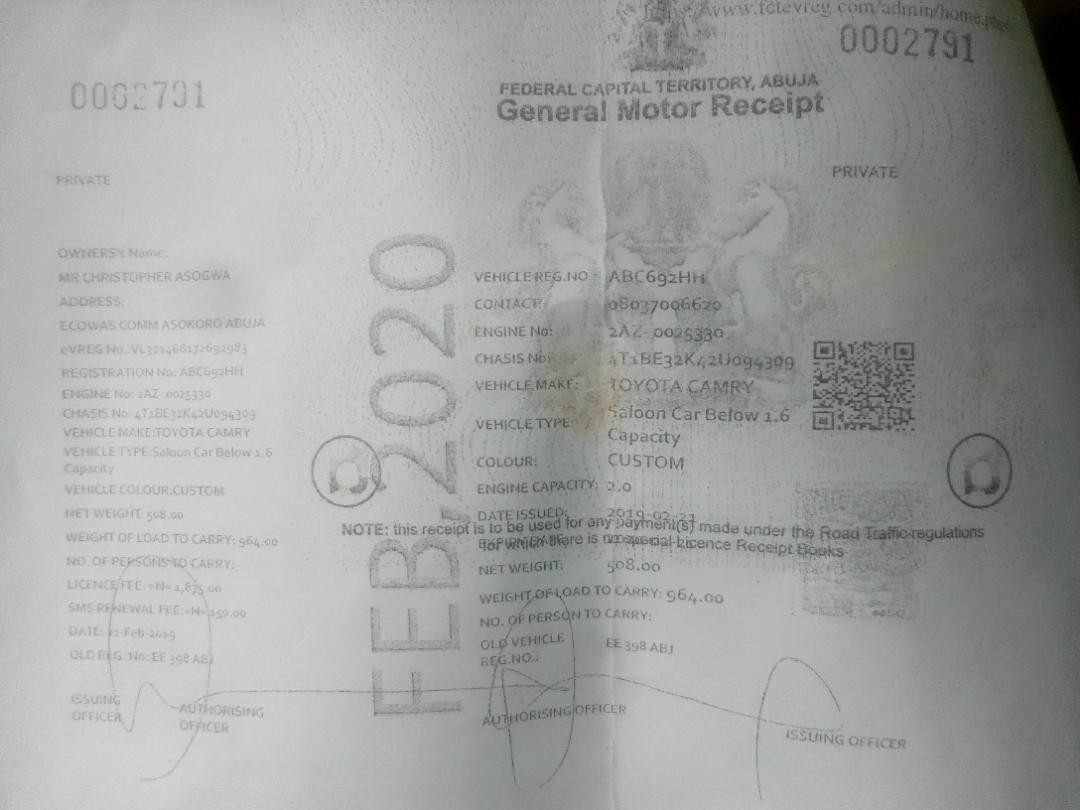 www.fctevreg.com/admin/home.php
0002791
0002791
FEDERAL CAPITAL TERRITORY, ABUJA
General Motor Receipt
PRIVATE
PRIVATE
OWNERS's Name:
MR CHRISTOPHER ASOGWA
ADDRESS:
ECOWAS COMM ASOKORO ABUJA
eVREG No.:VL321468172692983
REGISTRATION No: ABC692HH
ENGINE No: 2AZ 0025330
CHASIS No: 4T1BE32K42U094309
VEHICLE MAKE:TOYOTA CAMRY
VEHICLE TYPE:Saloon Car Below 1.6
Capacity
VEHICLE COLOUR:CUSTOM
NET WEIGHT: 508.00
WEIGHT OF LOAD TO CARRY: 964.00
NO. OF PERSONS TO CARRY:
LICENCE FEE: =N= 1,875.00
SMS RENEWAL FEE:=N=150.00
DATE: 21-Feb-2019
OLD REG. No: EE 398 ABJ
ISSUING
OFFICER
AUTHORISING
OFFICER
FEB 2020
VEHICLE REG.NO.: ABC692HH
CONTACT: 08037006620
ENGINE No: 2AZ- 0025330
CHASIS No: 4T1BE32K42U094309
VEHICLE MAKE: TOYOTA CAMRY
VEHICLE TYPE: Saloon Car Below 1.6
Capacity
COLOUR: CUSTOM
ENGINE CAPACITY: 2.0
DATE ISSUED: 2019-02-21
NOTE: this receipt is to be used for any payment(s) made under the Road Traffic regulations
for which there is no special Licence Receipt Books
NET WEIGHT: 508.00
WEIGHT OF LOAD TO CARRY: 964.00
NO. OF PERSON TO CARRY:
OLD VEHICLE
REG.NO.: EE 398 ABJ
AUTHORISING OFFICER
ISSUING OFFICER